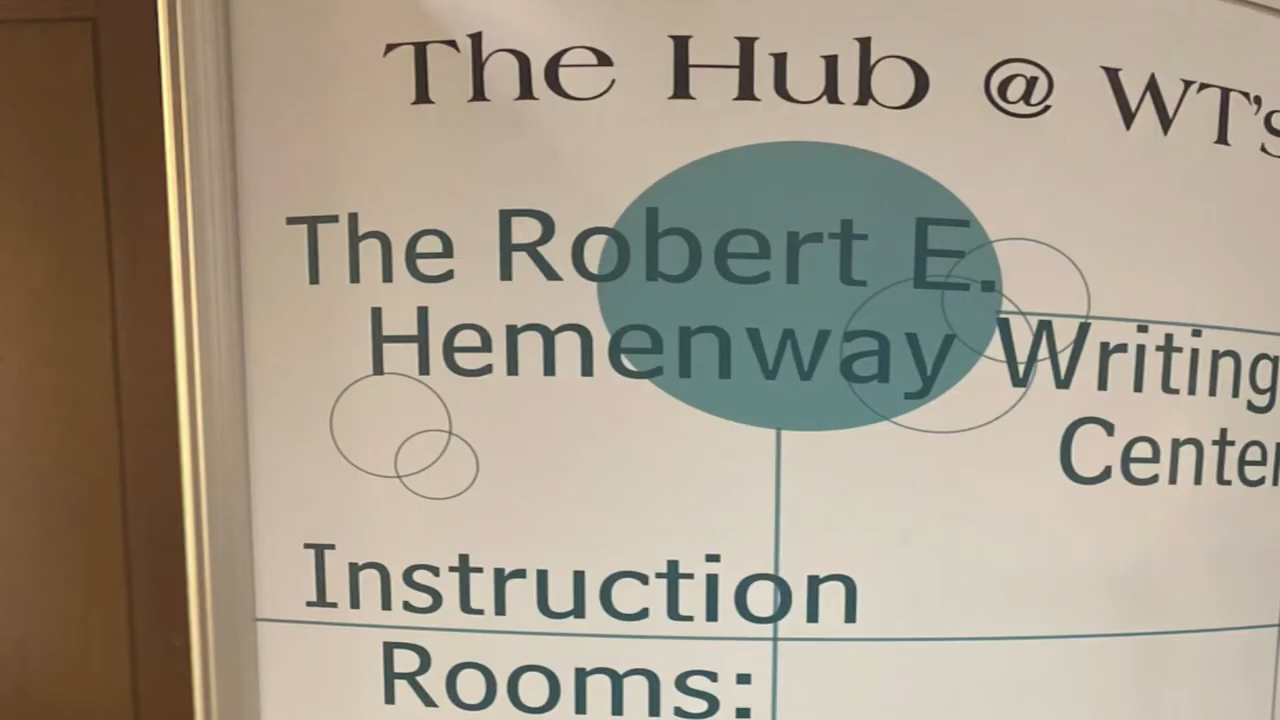 The Hub @ WT's
The Robert E.
Hemenway Writing
Center
Instruction
Rooms: